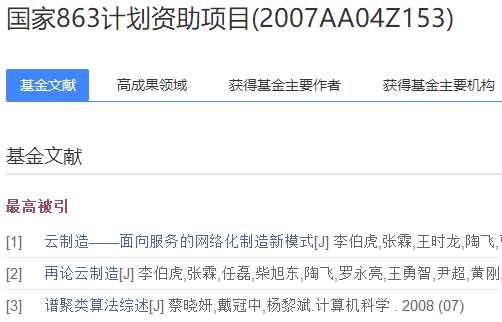 国家863计划资助项目(2007AA04Z153)
基金文献 高成果领域 获得基金主要作者 获得基金主要机构
基金文献
最高被引
[1] 云制造——面向服务的网络化制造新模式[J] 李伯虎,张霖,王时龙,陶飞,
[2] 再论云制造[J] 李伯虎,张霖,任磊,柴旭东,陶飞,罗永亮,王勇智,尹超,黄刚,
[3] 谱聚类算法综述[J] 蔡晓妍,戴冠中,杨黎斌.计算机科学 . 2008 (07)